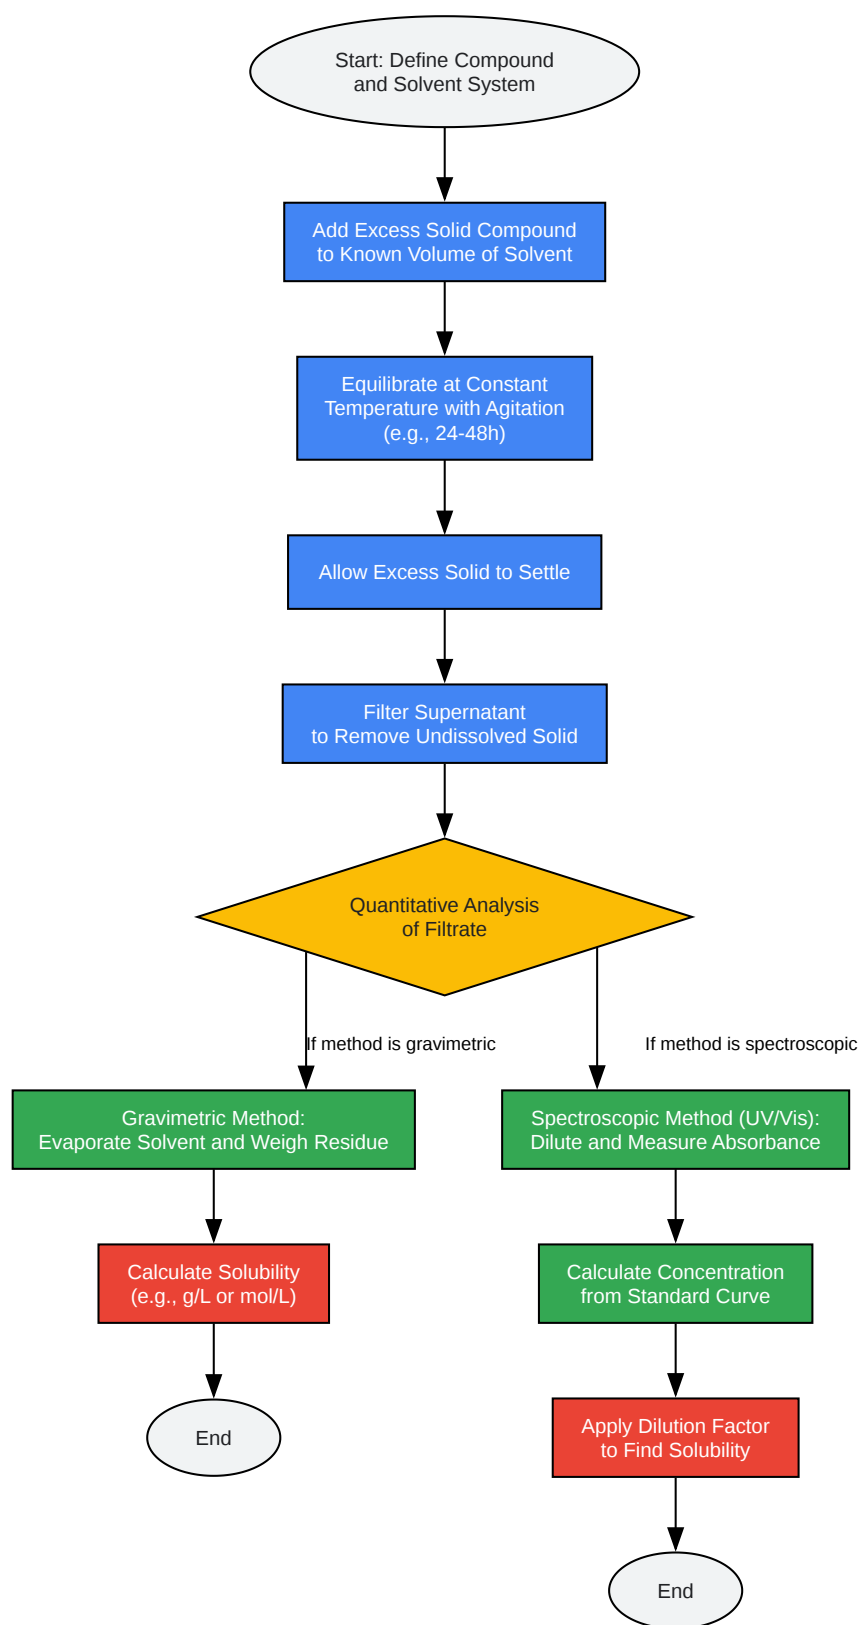 Start: Define Compound
and Solvent System
Add Excess Solid Compound
to Known Volume of Solvent
Equilibrate at Constant
Temperature with Agitation
(e.g., 24-48h)
Allow Excess Solid to Settle
Filter Supernatant
to Remove Undissolved Solid
Quantitative Analysis
of Filtrate
If method is gravimetric
If method is spectroscopic
Gravimetric Method:
Evaporate Solvent and Weigh Residue
Spectroscopic Method (UV/Vis):
Dilute and Measure Absorbance
Calculate Solubility
(e.g., g/L or mol/L)
Calculate Concentration
from Standard Curve
End
Apply Dilution Factor
to Find Solubility
End